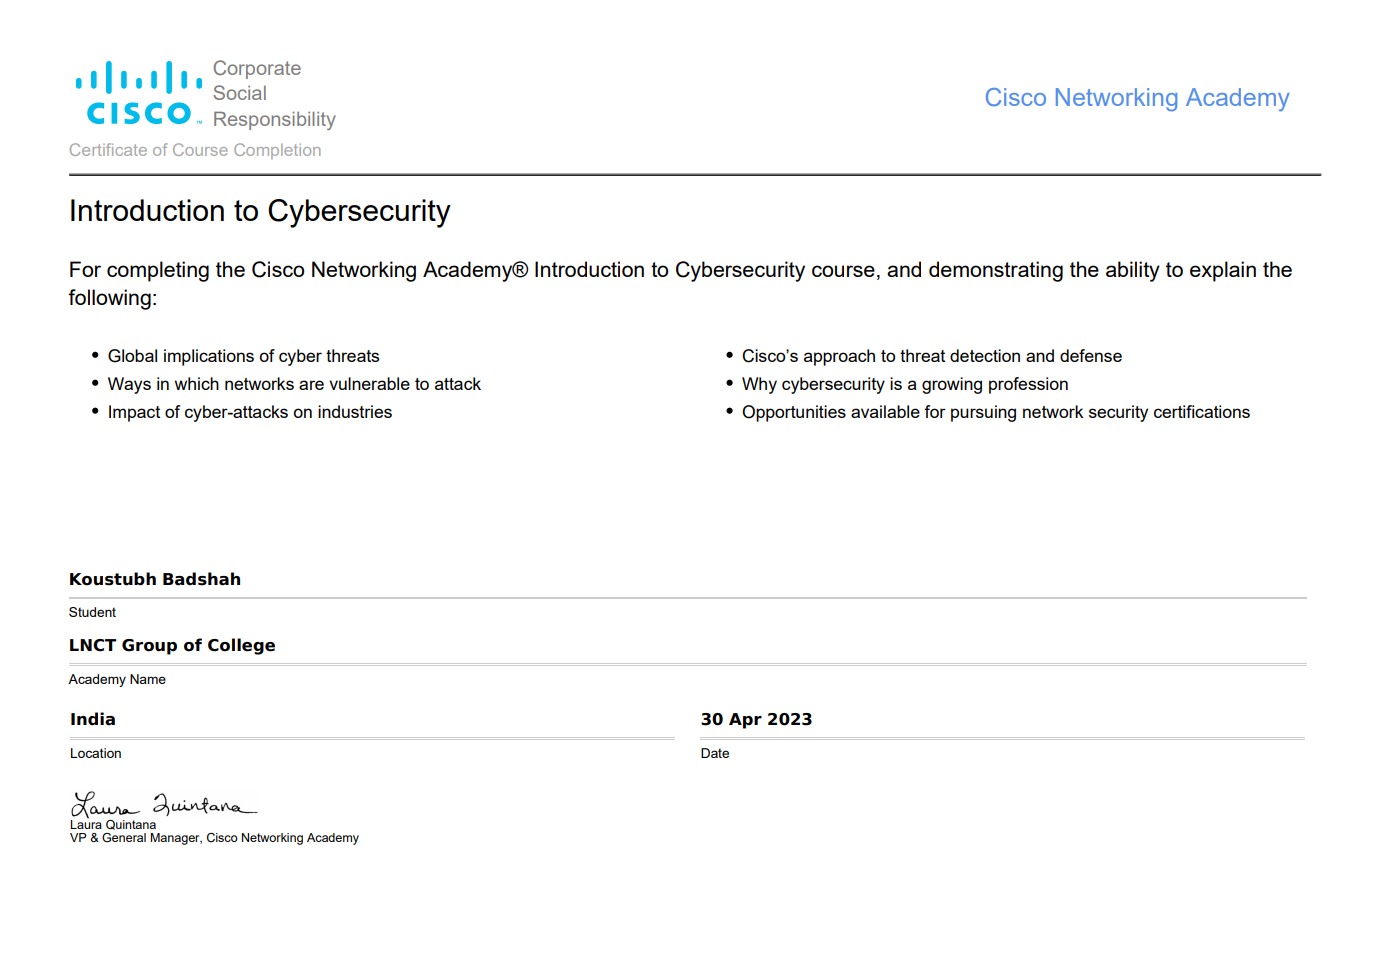 CISCO™
Corporate
Social
Responsibility
Cisco Networking Academy
Certificate of Course Completion
Introduction to Cybersecurity
For completing the Cisco Networking Academy® Introduction to Cybersecurity course, and demonstrating the ability to explain the
following:
• Global implications of cyber threats
• Ways in which networks are vulnerable to attack
• Impact of cyber-attacks on industries
• Cisco’s approach to threat detection and defense
• Why cybersecurity is a growing profession
• Opportunities available for pursuing network security certifications
Koustubh Badshah
Student
LNCT Group of College
Academy Name
India
Location
30 Apr 2023
Date
Laura Quintana
Laura Quintana
VP & General Manager, Cisco Networking Academy